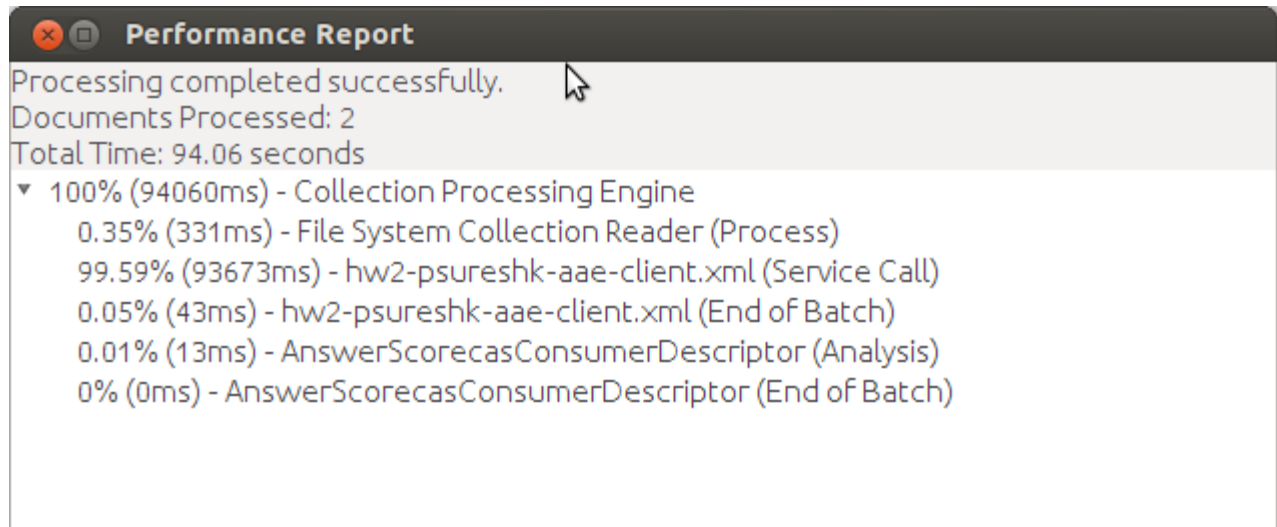 Performance Report
Processing completed successfully.
Documents Processed: 2
Total Time: 94.06 seconds
100% (94060ms) - Collection Processing Engine
0.35% (331ms) - File System Collection Reader (Process)
99.59% (93673ms) - hw2-psureshk-aae-client.xml (Service Call)
0.05% (43ms) - hw2-psureshk-aae-client.xml (End of Batch)
0.01% (13ms) - AnswerScorecasConsumerDescriptor (Analysis)
0% (0ms) - AnswerScorecasConsumerDescriptor (End of Batch)